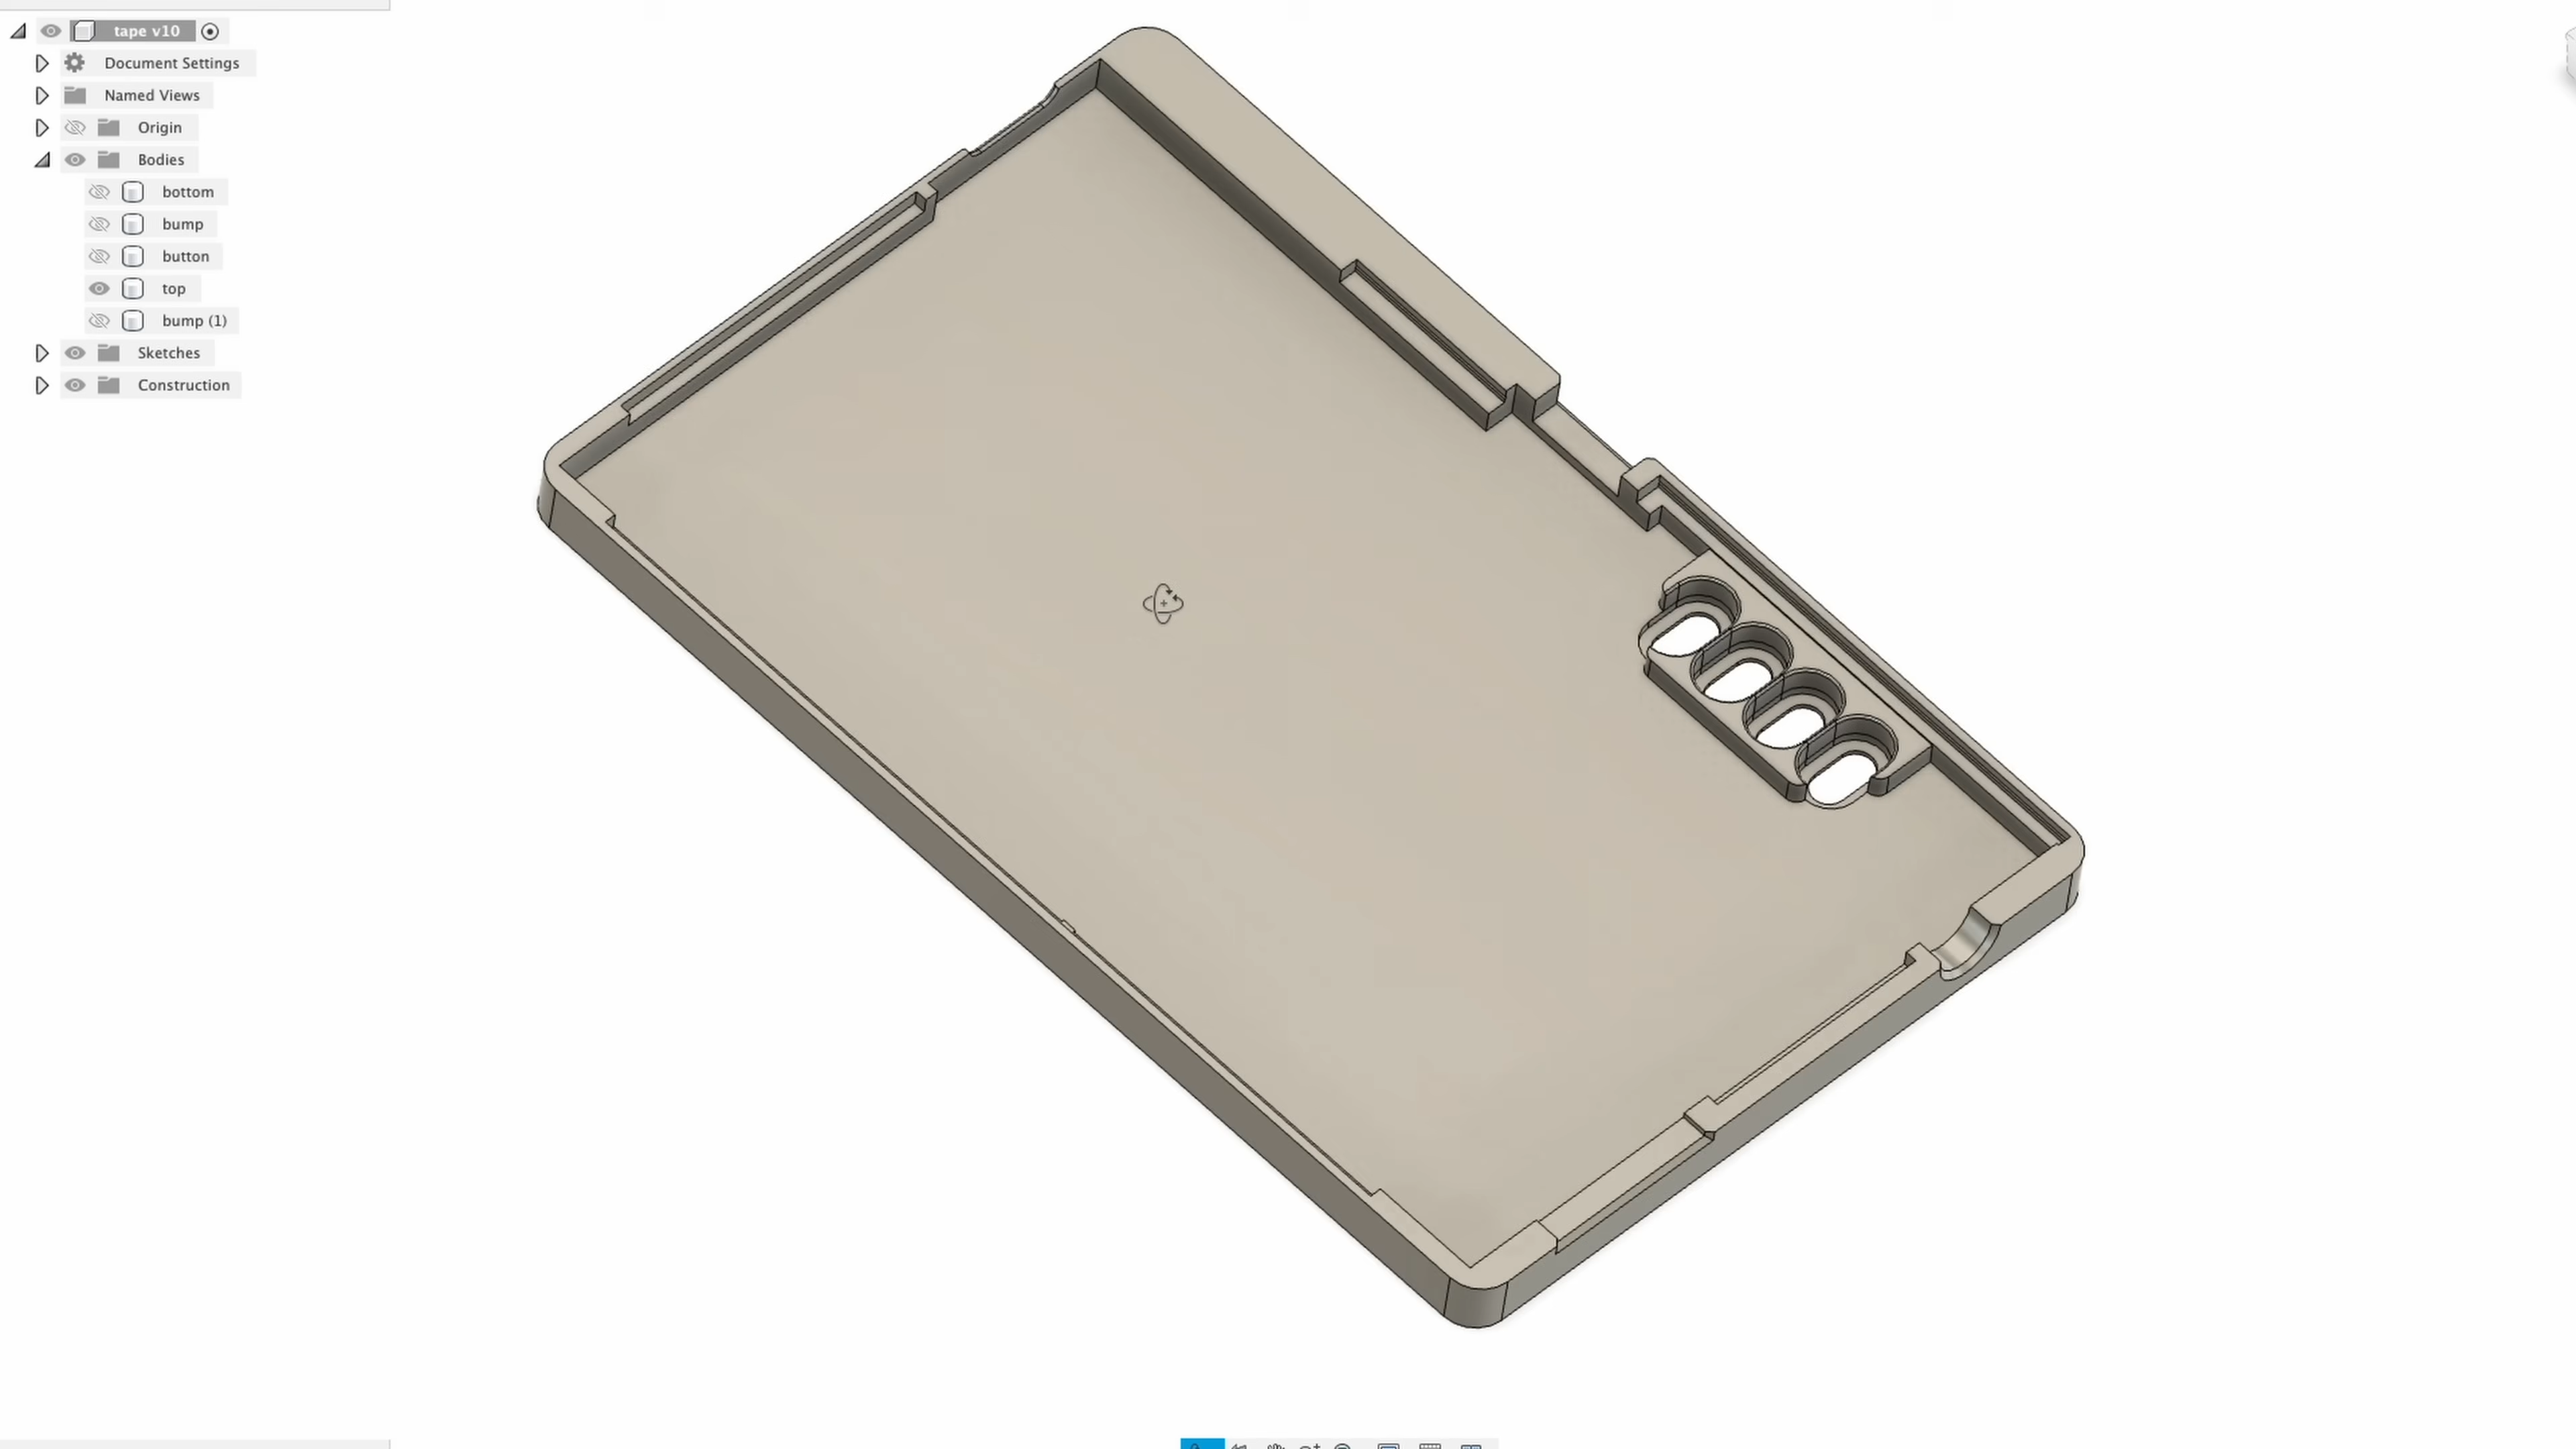 tape v10
Document Settings
Named Views
Origin
Bodies
bottom
bump
button
top
bump (1)
Sketches
Construction